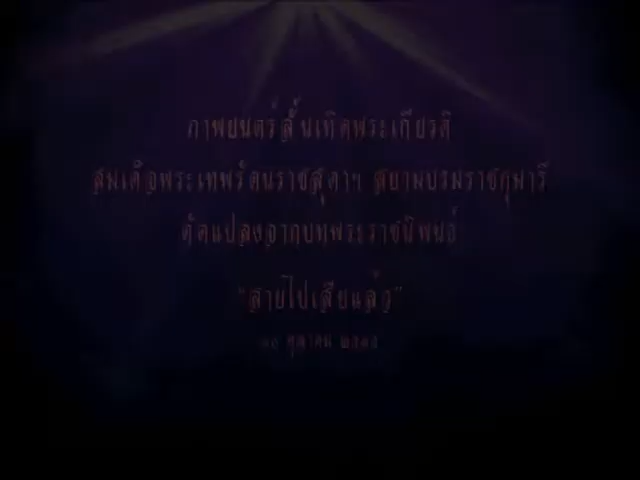 ภาพยนตร์สั้นเทิดพระเกียรติ
สมเด็จพระเทพรัตนราชสุดาฯ สยามบรมราชกุมารี
ดัดแปลงจากบทพระราชนิพนธ์
"สายไปเสียแล้ว"
ตุลาคม